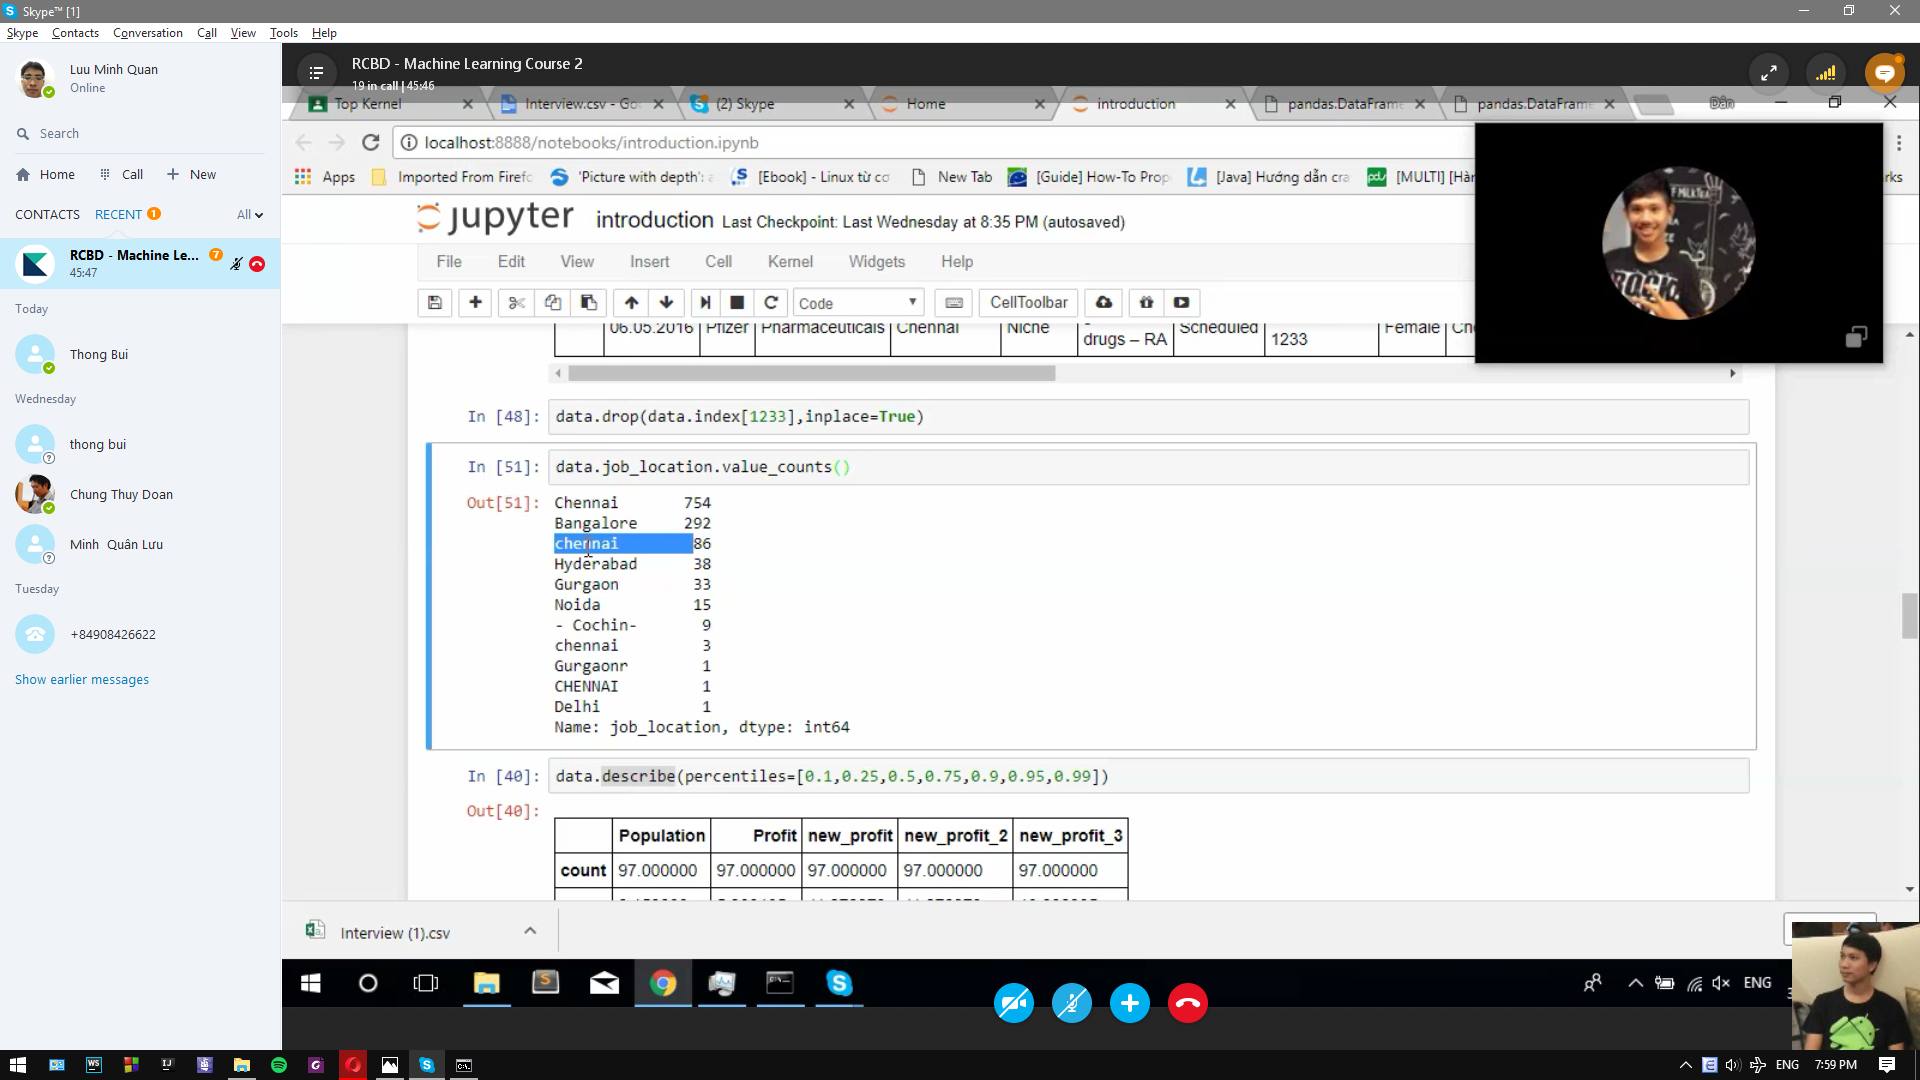 Skype™ [1]
Skype Contacts Conversation Call View Tools Help
Luu Minh Quan
Online
Search
Home Call New
CONTACTS RECENT 1 All
RCBD - Machine Le... 7
45:47
Today
Thong Bui
Wednesday
thong bui
Chung Thuy Doan
Minh Quân Lưu
Tuesday
+84908426622
Show earlier messages
RCBD - Machine Learning Course 2
19 in call | 45:46
Top Kernel Interview.csv - Goo (2) Skype Home introduction pandas.DataFrame pandas.DataFrame Dân
localhost:8888/notebooks/introduction.ipynb
Apps Imported From Firefo 'Picture with depth': [Ebook] - Linux từ cơ New Tab [Guide] How-To Prop [Java] Hướng dẫn cra [MULTI] [Hàn rks
jupyter introduction Last Checkpoint: Last Wednesday at 8:35 PM (autosaved)
File Edit View Insert Cell Kernel Widgets Help
Code CellToolbar
06.05.2016 Pfizer Pharmaceuticals Chennai Niche drugs – RA Scheduled 1233 Female Che
In [48]: data.drop(data.index[1233],inplace=True)
In [51]: data.job_location.value_counts()
Out[51]: Chennai 754
Bangalore 292
chennai 86
Hyderabad 38
Gurgaon 33
Noida 15
- Cochin- 9
chennai 3
Gurgaonr 1
CHENNAI 1
Delhi 1
Name: job_location, dtype: int64
In [40]: data.describe(percentiles=[0.1,0.25,0.5,0.75,0.9,0.95,0.99])
Out[40]:
Population Profit new_profit new_profit_2 new_profit_3
count 97.000000 97.000000 97.000000 97.000000 97.000000
Interview (1).csv
ENG
ENG 7:59 PM